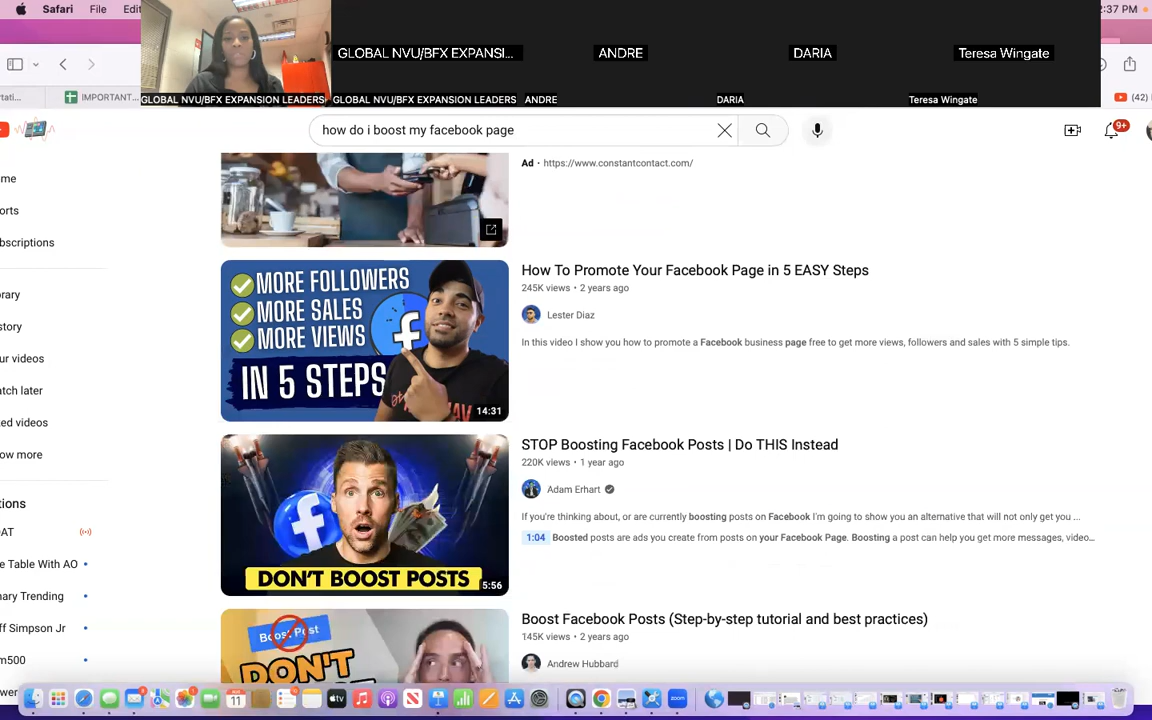 Safari File Edit
2:37 PM
GLOBAL NVU/BFX EXPANSI...
ANDRE
DARIA
Teresa Wingate
GLOBAL NVU/BFX EXPANSION LEADERS
GLOBAL NVU/BFX EXPANSION LEADERS
ANDRE
DARIA
Teresa Wingate
tati...
IMPORTANT...
(42)
how do i boost my facebook page
9+
me
orts
bscriptions
rary
story
ur videos
atch later
ed videos
ow more
tions
AT
e Table With AO
nary Trending
ff Simpson Jr
m500
wer
Ad · https://www.constantcontact.com/
MORE FOLLOWERS
MORE SALES
MORE VIEWS
IN 5 STEPS
14:31
How To Promote Your Facebook Page in 5 EASY Steps
245K views · 2 years ago
Lester Diaz
In this video I show you how to promote a Facebook business page free to get more views, followers and sales with 5 simple tips.
DON'T BOOST POSTS
5:56
STOP Boosting Facebook Posts | Do THIS Instead
220K views · 1 year ago
Adam Erhart
If you're thinking about, or are currently boosting posts on Facebook I'm going to show you an alternative that will not only get you ...
1:04 Boosted posts are ads you create from posts on your Facebook Page. Boosting a post can help you get more messages, video...
Boost Post
DON'T
Boost Facebook Posts (Step-by-step tutorial and best practices)
145K views · 2 years ago
Andrew Hubbard
11
tv
zoom